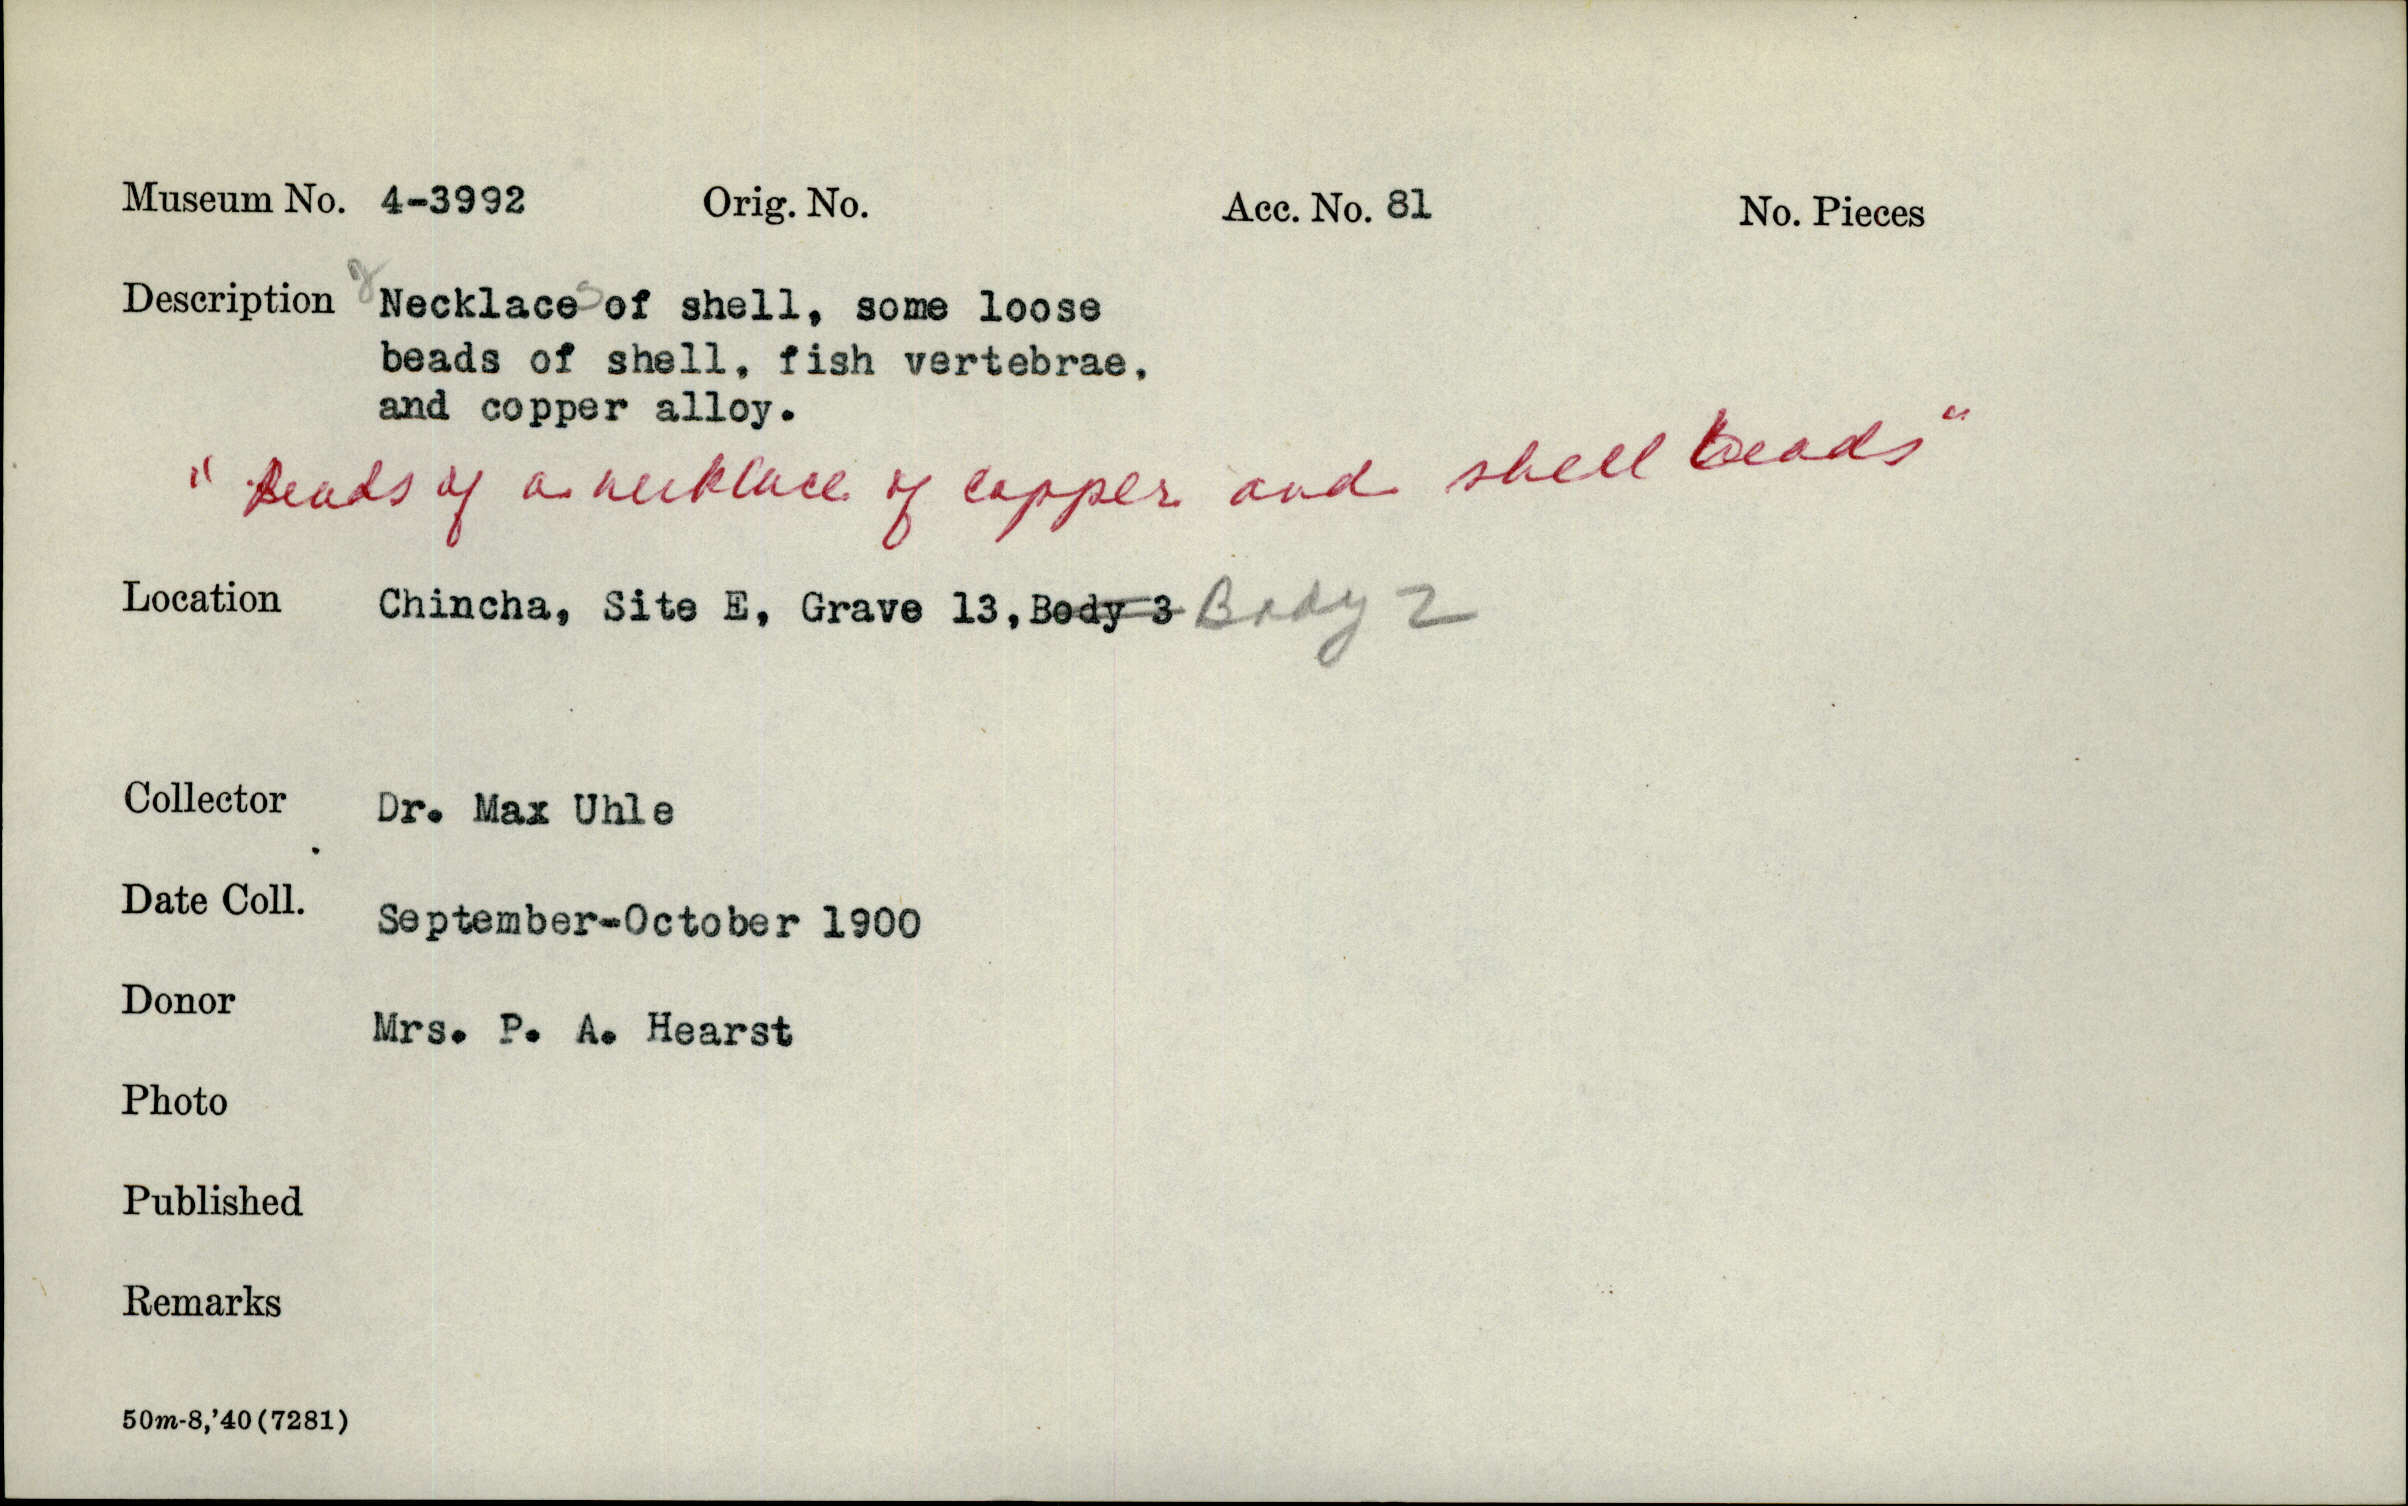 Museum No. 4-3992 Orig. No. Acc. No. 81 No. Pieces
Description Necklaces of shell, some loose
beads of shell, fish vertebrae,
and copper alloy.
"Beads of a necklace of copper and shell beads"
Location Chincha, Site E, Grave 13, Body 3 Body 2
Collector Dr. Max Uhle
Date Coll. September-October 1900
Donor Mrs. P. A. Hearst
Photo
Published
Remarks
50m-8,'40(7281)